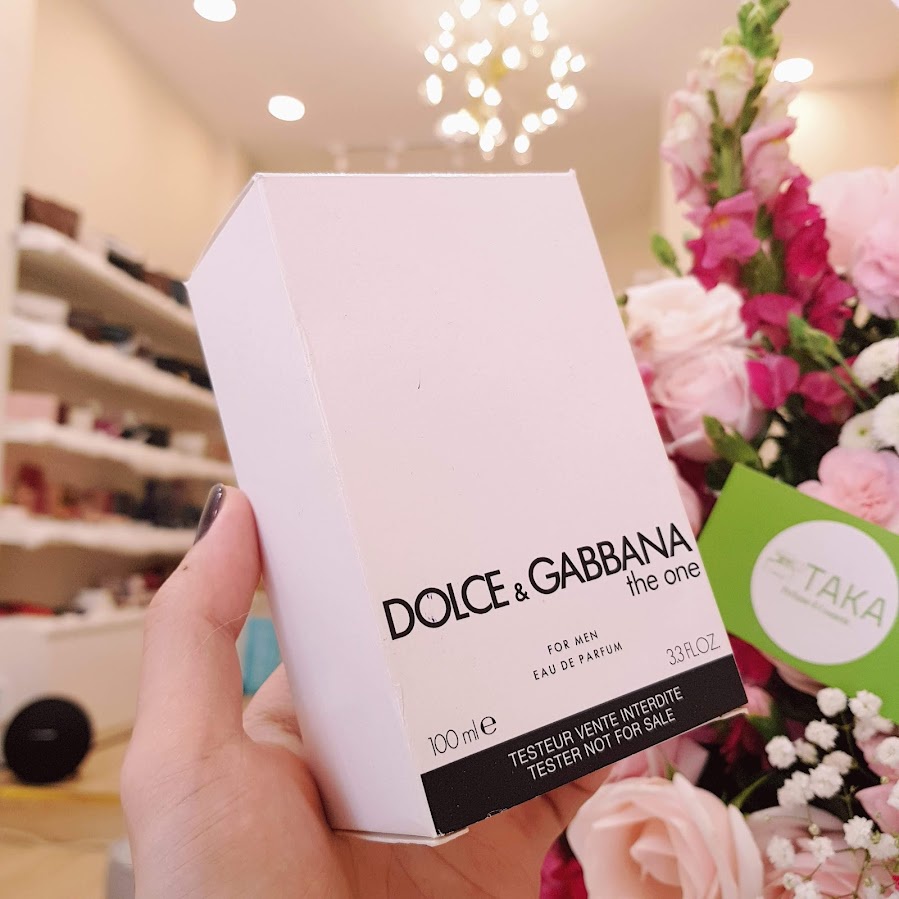 DOLCE & GABBANA
the one
FOR MEN
EAU DE PARFUM
3.3 FL.OZ.
100 ml e
TESTEUR VENTE INTERDITE
TESTER NOT FOR SALE
TAKA